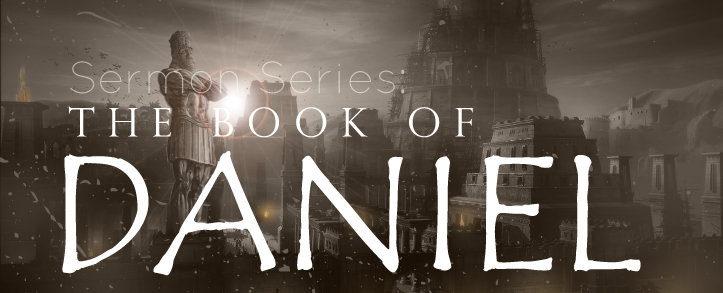 Sermon Series:
THE BOOK OF
DANIEL